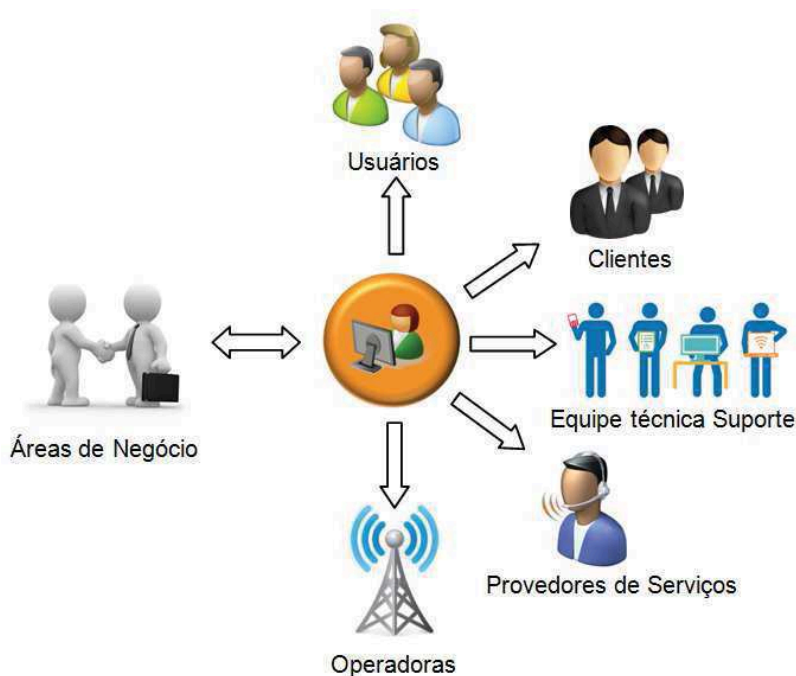 Usuários
Clientes
Equipe técnica Suporte
Áreas de Negócio
Provedores de Serviços
Operadoras